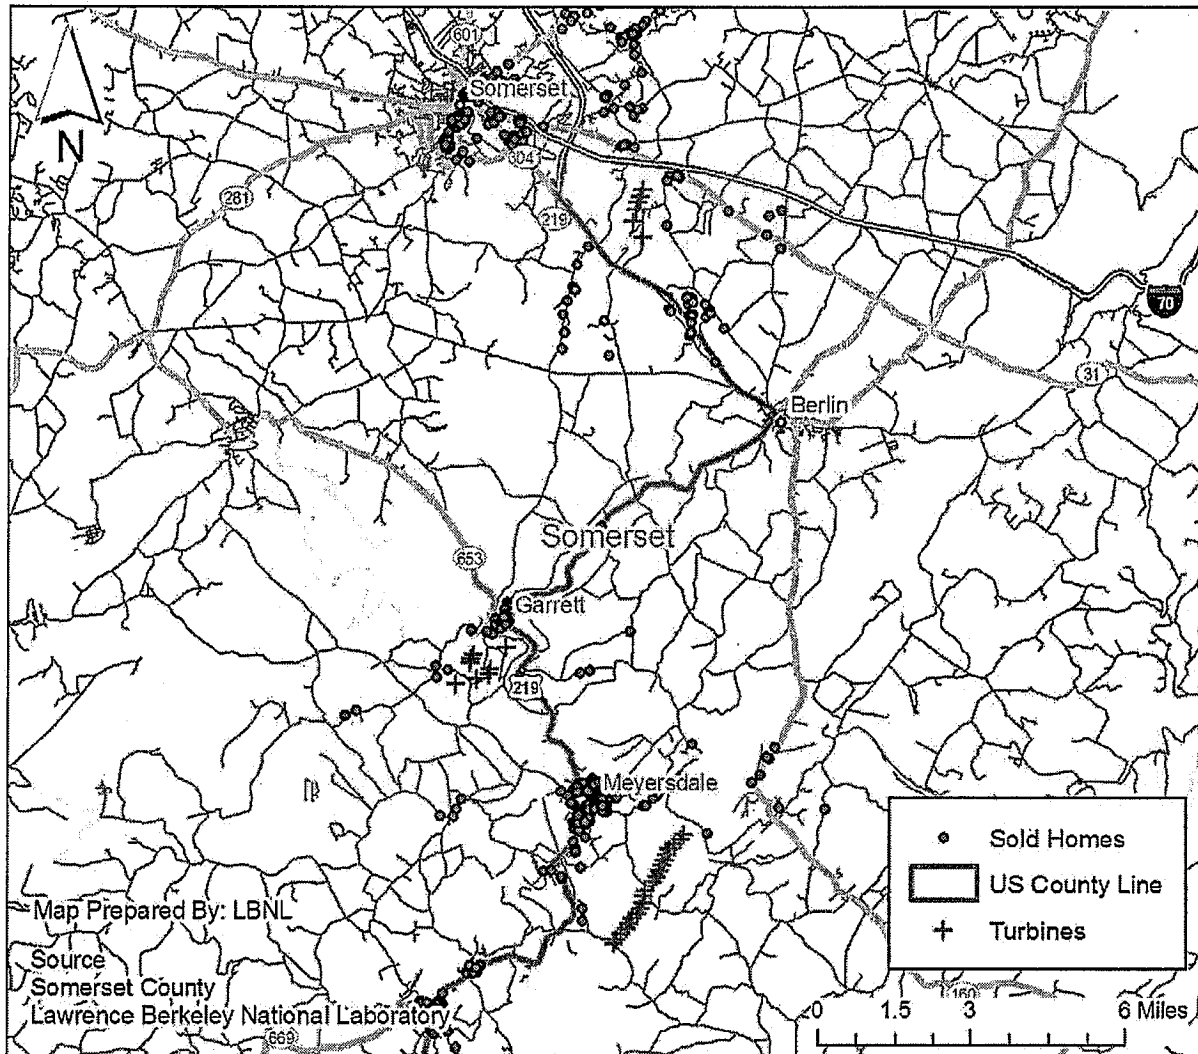 601
Somerset
N
604
281
219
70
31
Berlin
Somerset
653
Garrett
219
Meyersdale
Sold Homes
US County Line
Turbines
Map Prepared By: LBNL
Source
Somerset County
Lawrence Berkeley National Laboratory
669
160
0 1.5 3 6 Miles